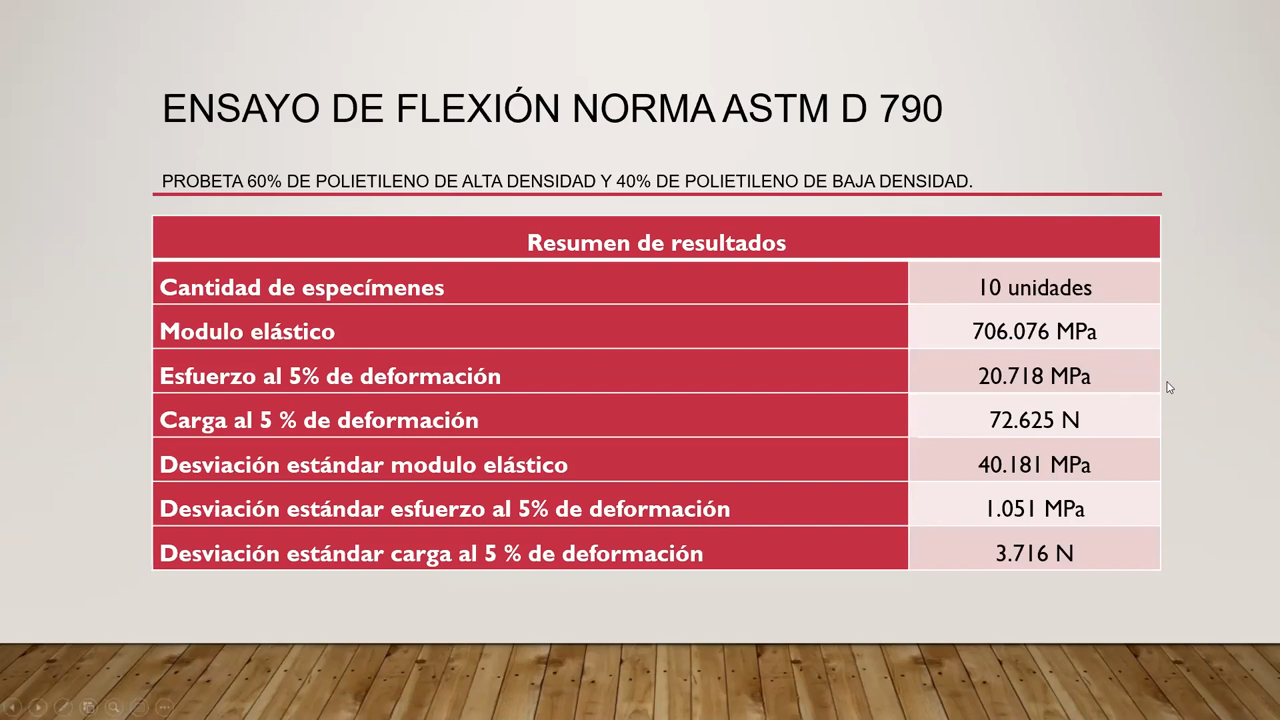 ENSAYO DE FLEXIÓN NORMA ASTM D 790
PROBETA 60% DE POLIETILENO DE ALTA DENSIDAD Y 40% DE POLIETILENO DE BAJA DENSIDAD.
Resumen de resultados
Cantidad de especímenes 10 unidades
Modulo elástico 706.076 MPa
Esfuerzo al 5% de deformación 20.718 MPa
Carga al 5 % de deformación 72.625 N
Desviación estándar modulo elástico 40.181 MPa
Desviación estándar esfuerzo al 5% de deformación 1.051 MPa
Desviación estándar carga al 5 % de deformación 3.716 N